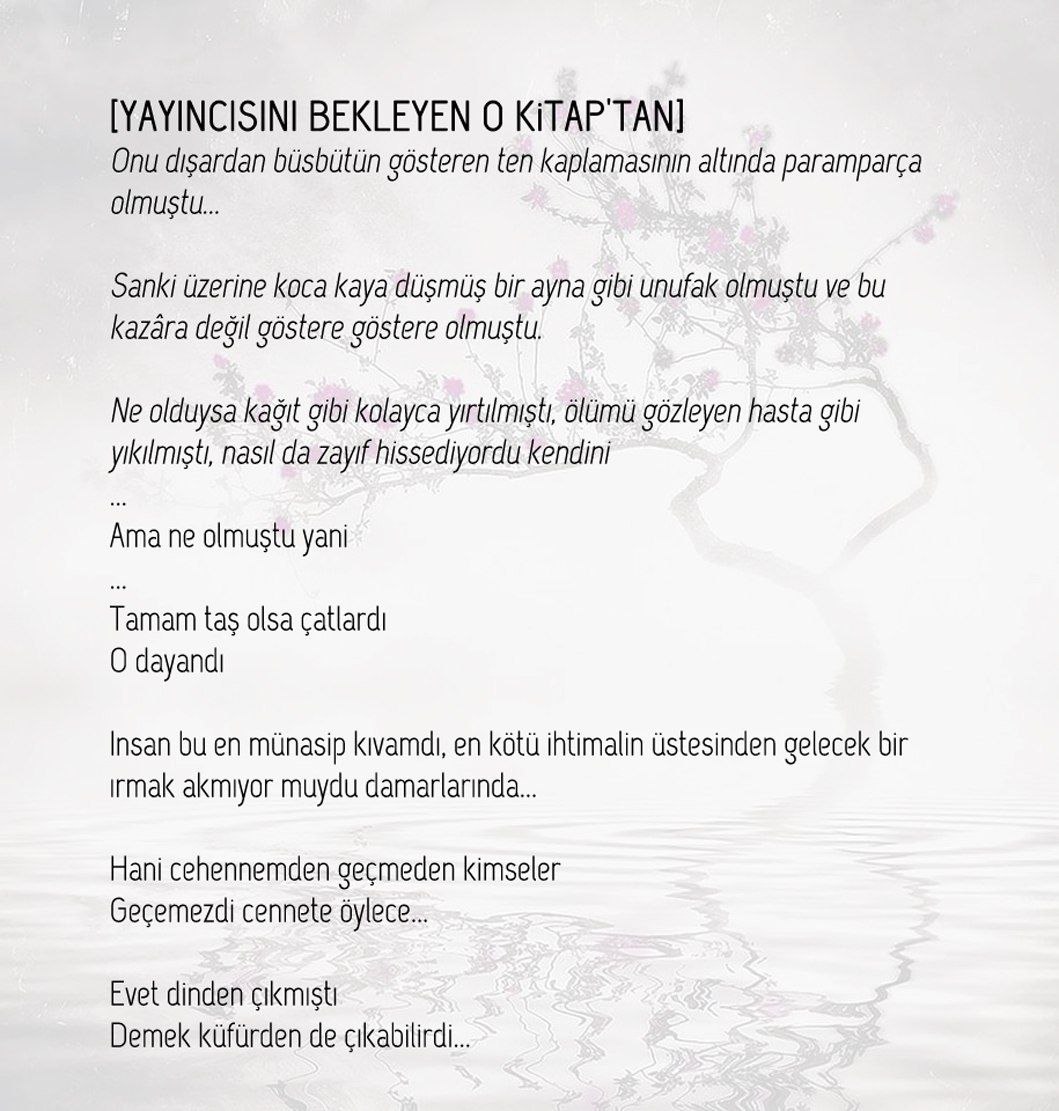 [YAYINCISINI BEKLEYEN O KiTAP'TAN]
Onu dışardan büsbütün gösteren ten kaplamasının altında paramparça
olmuştu...
Sanki üzerine koca kaya düşmüş bir ayna gibi unufak olmuştu ve bu
kazâra değil göstere göstere olmuştu.
Ne olduysa kağıt gibi kolayca yırtılmıştı, ölümü gözleyen hasta gibi
yıkılmıştı, nasıl da zayıf hissediyordu kendini
...
Ama ne olmuştu yani
...
Tamam taş olsa çatlardı
O dayandı
Insan bu en münasip kıvamdı, en kötü ihtimalin üstesinden gelecek bir
ırmak akmıyor muydu damarlarında...
Hani cehennemden geçmeden kimseler
Geçemezdi cennete öylece...
Evet dinden çıkmıştı
Demek küfürden de çıkabilirdi...